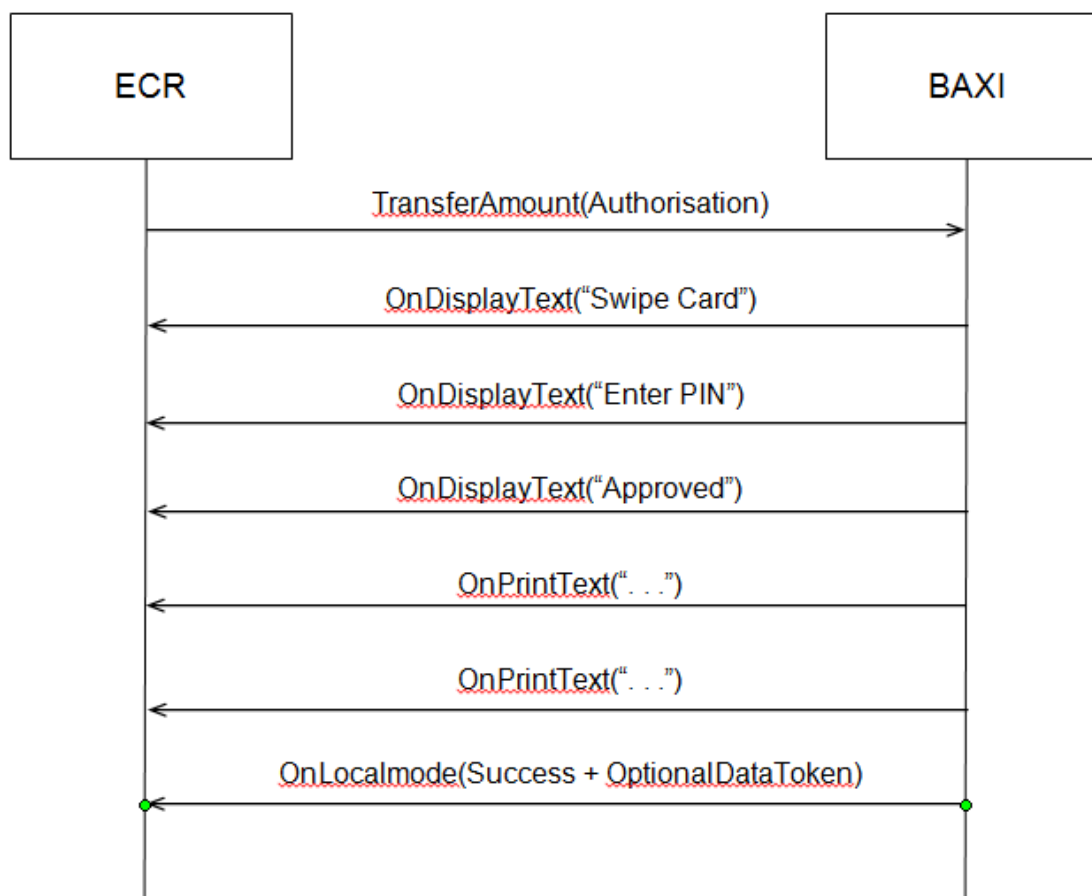 ECR
BAXI
TransferAmount(Authorisation)
OnDisplayText(“Swipe Card”)
OnDisplayText(“Enter PIN”)
OnDisplayText(“Approved”)
OnPrintText(“. . .”)
OnPrintText(“. . .”)
OnLocalmode(Success + OptionalDataToken)